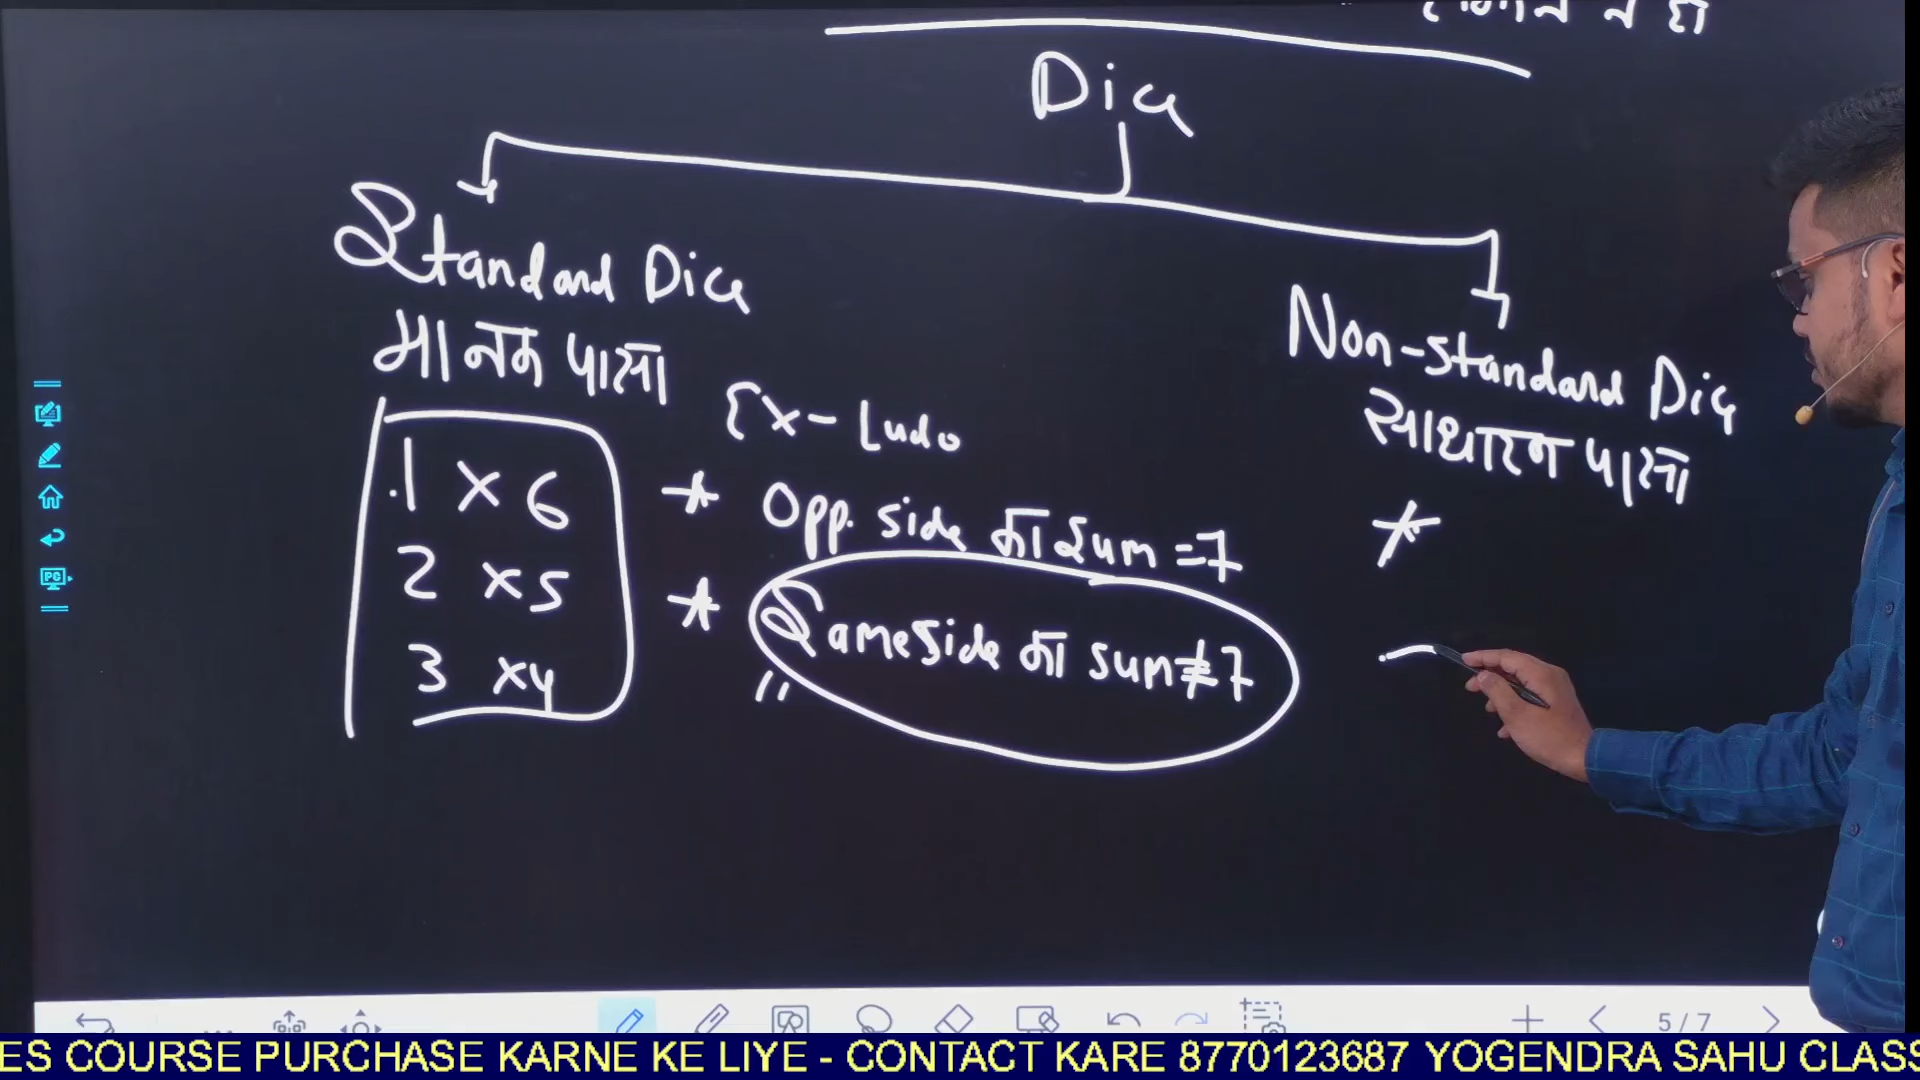 Dice
Standard Dice
मानक पासा
Ex - Ludo
1 x 6
2 x 5
3 x 4
* Opp. side का Sum = 7
* Same side का sum ≠ 7
Non-Standard Dice
साधारन पासा
*
5 / 7
ES COURSE PURCHASE KARNE KE LIYE - CONTACT KARE 8770123687 YOGENDRA SAHU CLASS